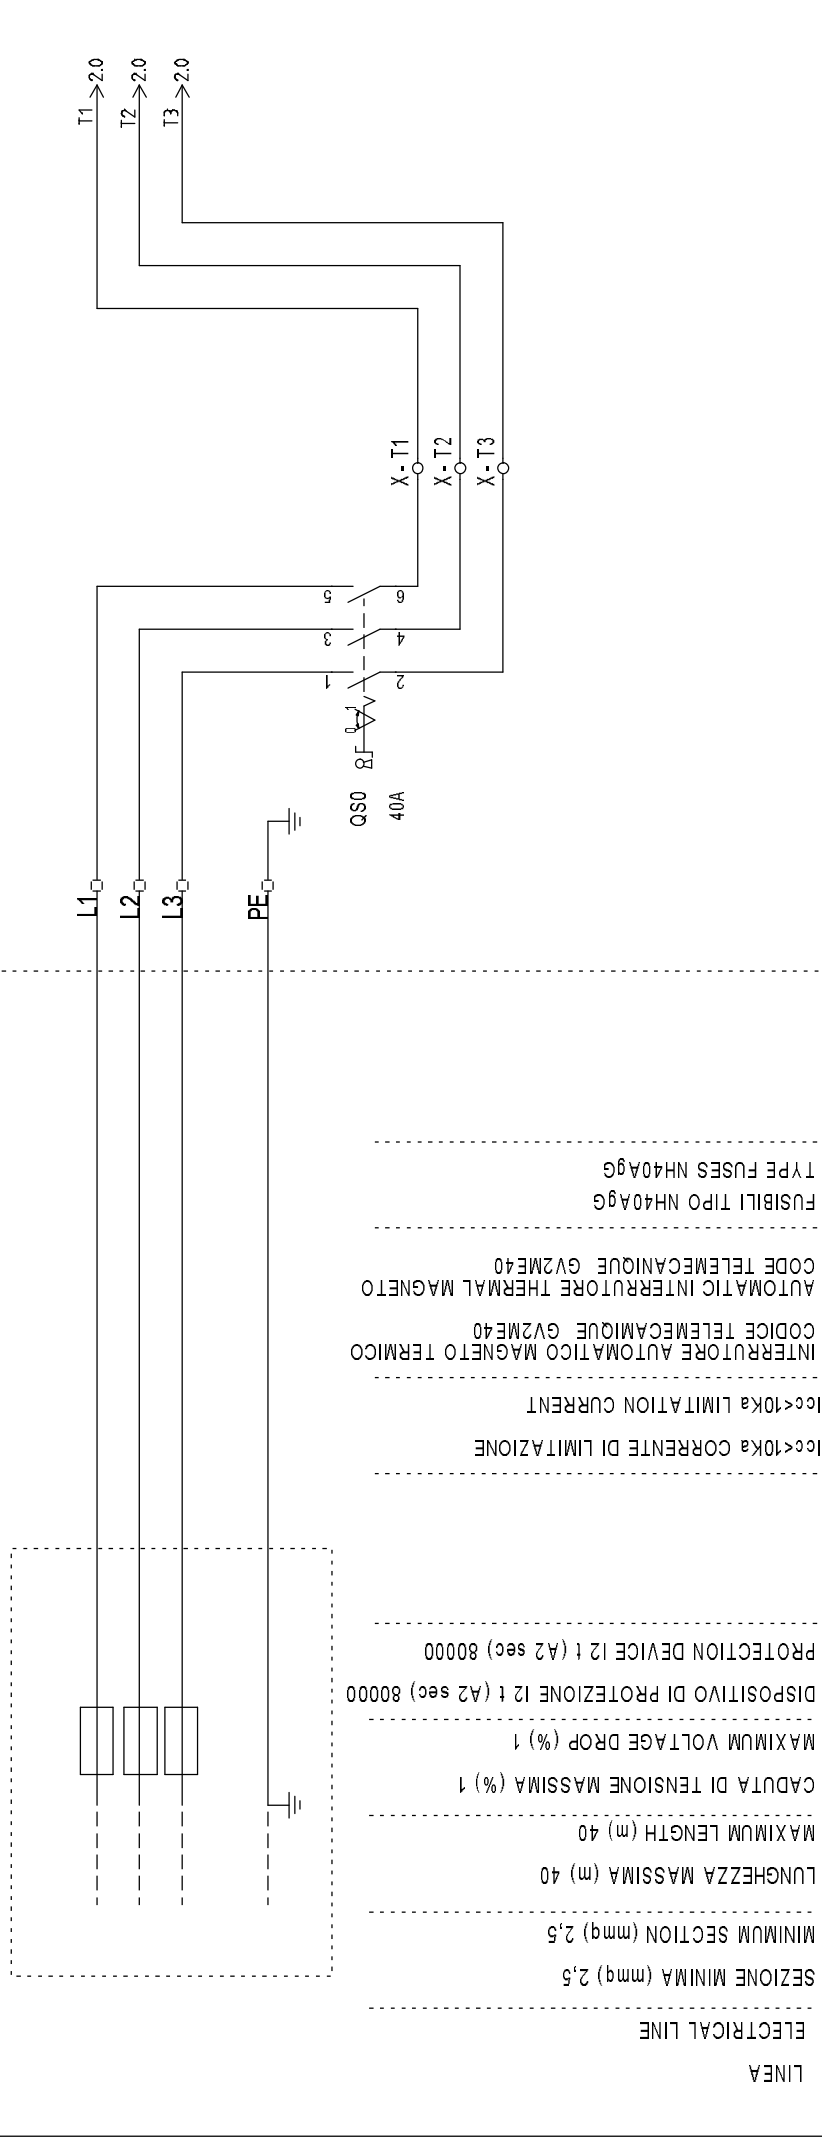 T1
2.0
T2
2.0
T3
2.0
X - T1
X - T2
X - T3
5
6
3
4
1
2
0
1
QS0
40A
L1
L2
L3
PE
LINEA
ELECTRICAL LINE
SEZIONE MINIMA (mmq) 2,5
MINIMUM SECTION (mmq) 2,5
LUNGHEZZA MASSIMA (m) 40
MAXIMUM LENGTH (m) 40
CADUTA DI TENSIONE MASSIMA (%) 1
MAXIMUM VOLTAGE DROP (%) 1
DISPOSITIVO DI PROTEZIONE I2 t (A2 sec) 80000
PROTECTION DEVICE I2 t (A2 sec) 80000
Icc<10Ka CORRENTE DI LIMITAZIONE
Icc<10Ka LIMITATION CURRENT
INTERRUTORE AUTOMATICO MAGNETO TERMICO
CODICE TELEMECAMIQUE GV2ME40
AUTOMATIC INTERRUTORE THERMAL MAGNETO
CODE TELEMECANIQUE GV2ME40
FUSIBILI TIPO NH40AgG
TYPE FUSES NH40AgG